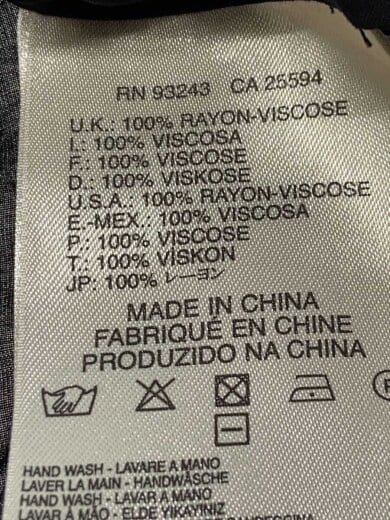 RN 93243 CA 25594
U.K.: 100% RAYON-VISCOSE
I.: 100% VISCOSA
F.: 100% VISCOSE
D.: 100% VISKOSE
U.S.A.: 100% RAYON-VISCOSE
E.-MEX.: 100% VISCOSA
P.: 100% VISCOSE
T.: 100% VİSKON
JP: 100% レーヨン
MADE IN CHINA
FABRIQUÉ EN CHINE
PRODUZIDO NA CHINA
HAND WASH - LAVARE A MANO
LAVER LA MAIN - HANDWÄSCHE
HAND WASH - LAVAR A MANO
LAVAR À MÃO - ELDE YIKAYINIZ